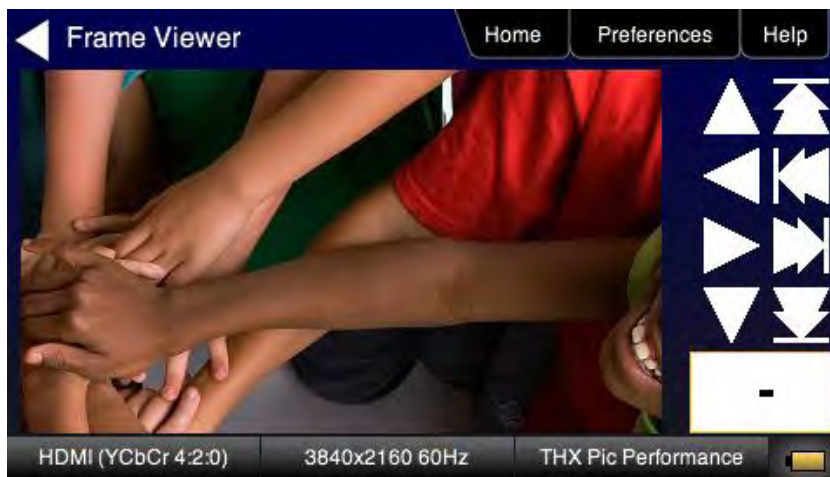 Frame Viewer
Home
Preferences
Help
-
HDMI (YCbCr 4:2:0)
3840x2160 60Hz
THX Pic Performance